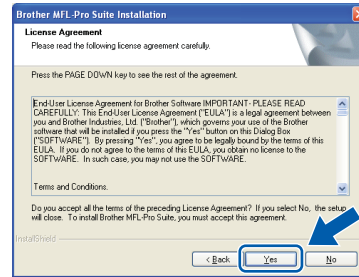 Brother MFL-Pro Suite Installation
License Agreement
Please read the following license agreement carefully.
Press the PAGE DOWN key to see the rest of the agreement.
End-User License Agreement for Brother Software IMPORTANT- PLEASE READ
CAREFULLY: This End-User License Agreement ("EULA") is a legal agreement between
you and Brother Industries, Ltd. ("Brother"), which governs your use of the Brother
software that will be installed if you press the "Yes" button on this Dialog Box
("SOFTWARE"). By pressing "Yes", you agree to be legally bound by the terms of this
EULA. If you do not agree to the terms of this EULA, you obtain no license to the
SOFTWARE. In such case, you may not use the SOFTWARE.
Terms and Conditions.
Do you accept all the terms of the preceding License Agreement? If you select No, the setup
will close. To install Brother MFL-Pro Suite, you must accept this agreement.
InstallShield
< Back
Yes
No